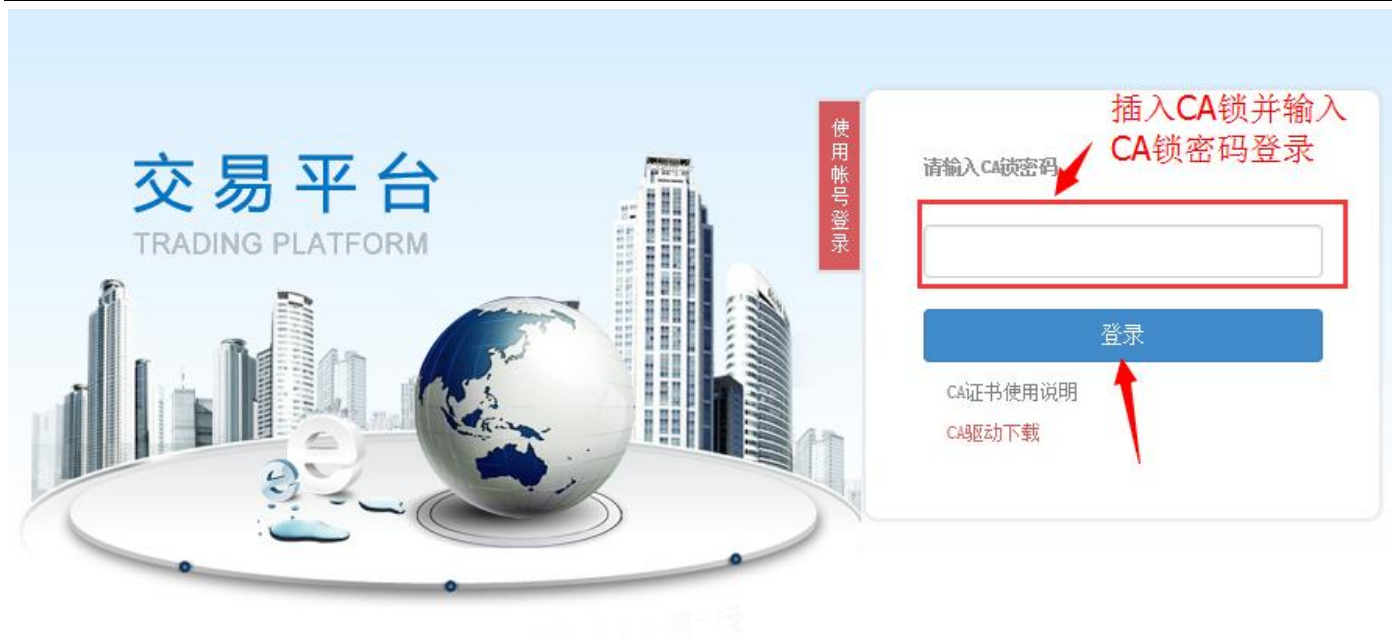 交易平台
TRADING PLATFORM
使用帐号登录
插入CA锁并输入
CA锁密码登录
请输入CA锁密码
登录
CA证书使用说明
CA驱动下载